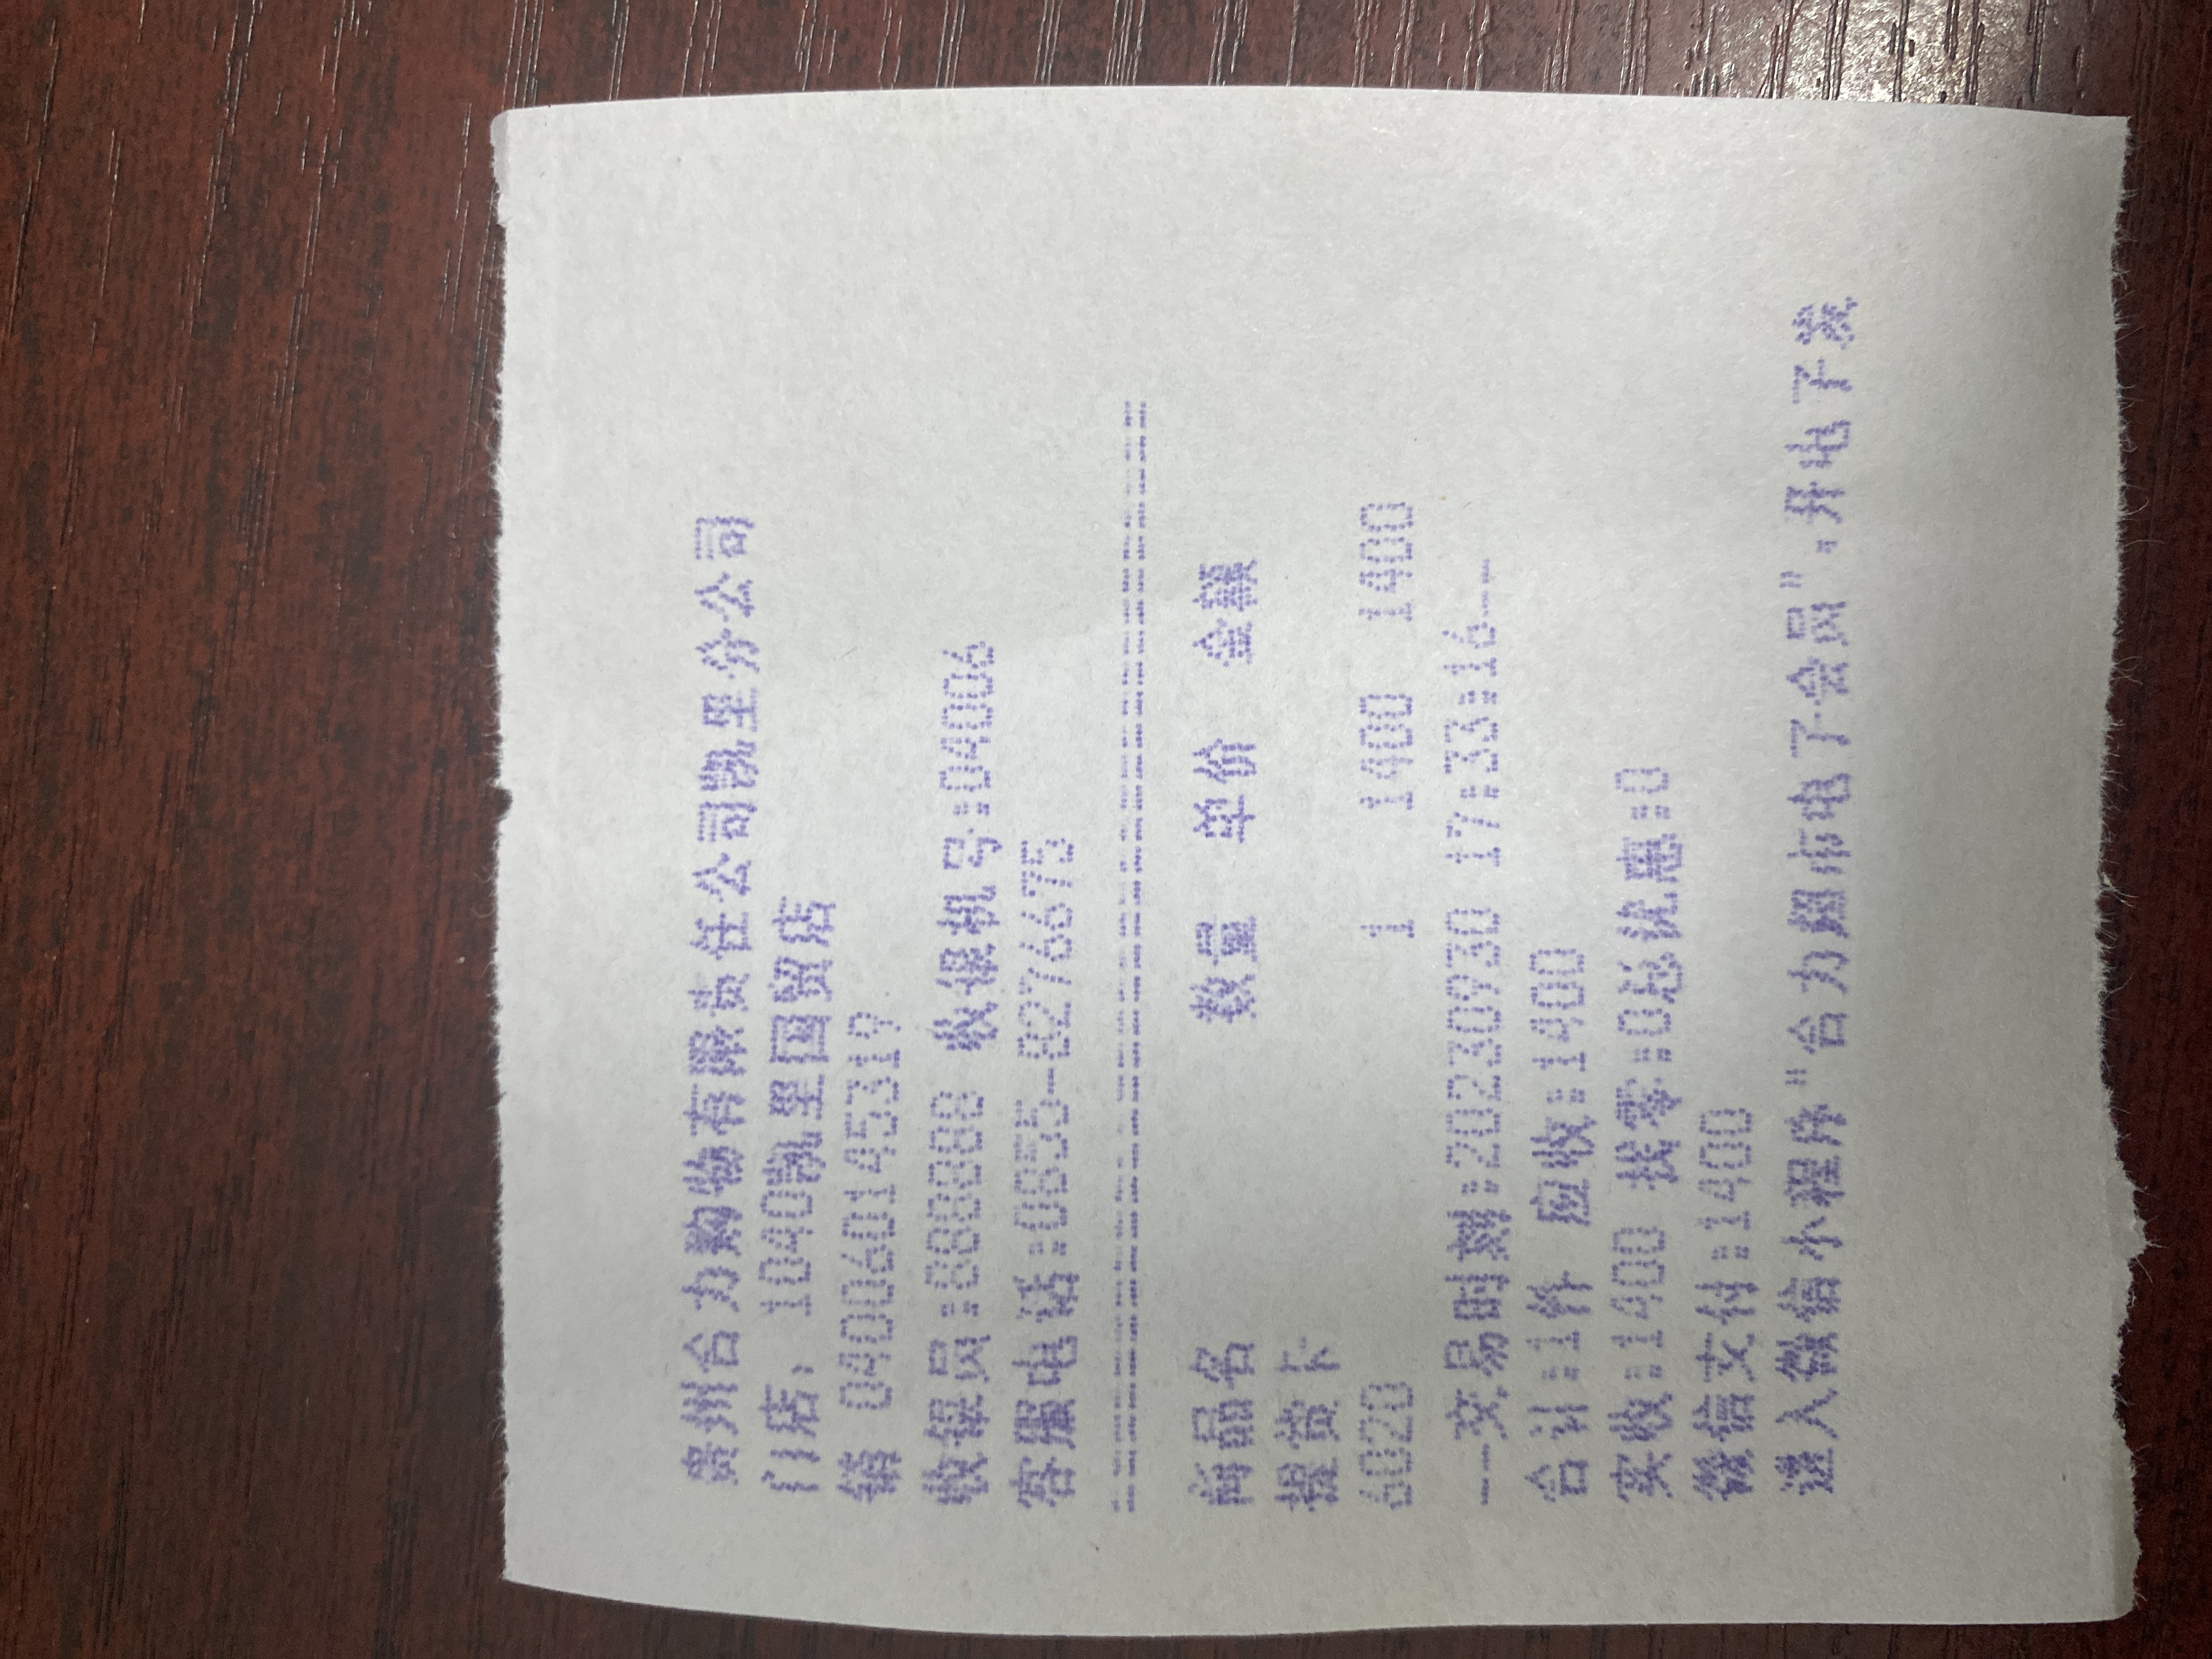 贵州合力购物有限责任公司凯里分公司
门店: 1040凯里国贸店
销 0400600145319
收银员:888888 收银机号:04006
客服电话:0855-8276675
商品名 数量 单价 金额
提货卡
6020 1 1400 1400
---交易时刻:20230930 17:33:16---
合计:1件 应收:1400
实收:1400 找零:0总优惠:0
微信支付:1400
进入微信小程序"合力超市电子会员",开电子发